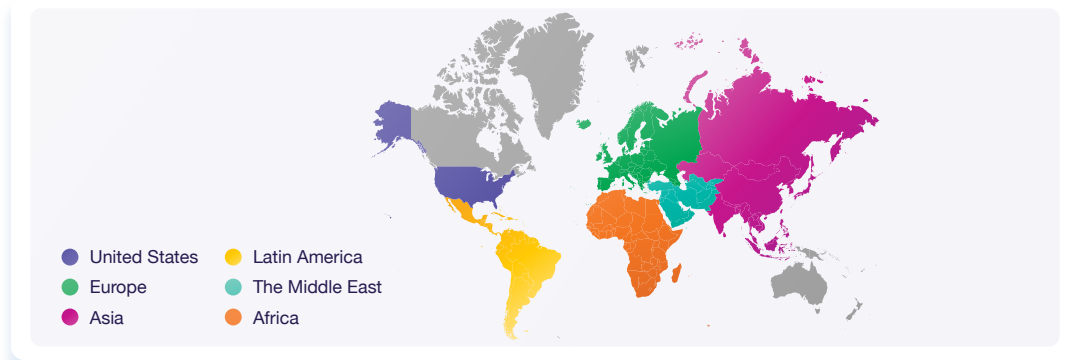 United States
Latin America
Europe
The Middle East
Asia
Africa